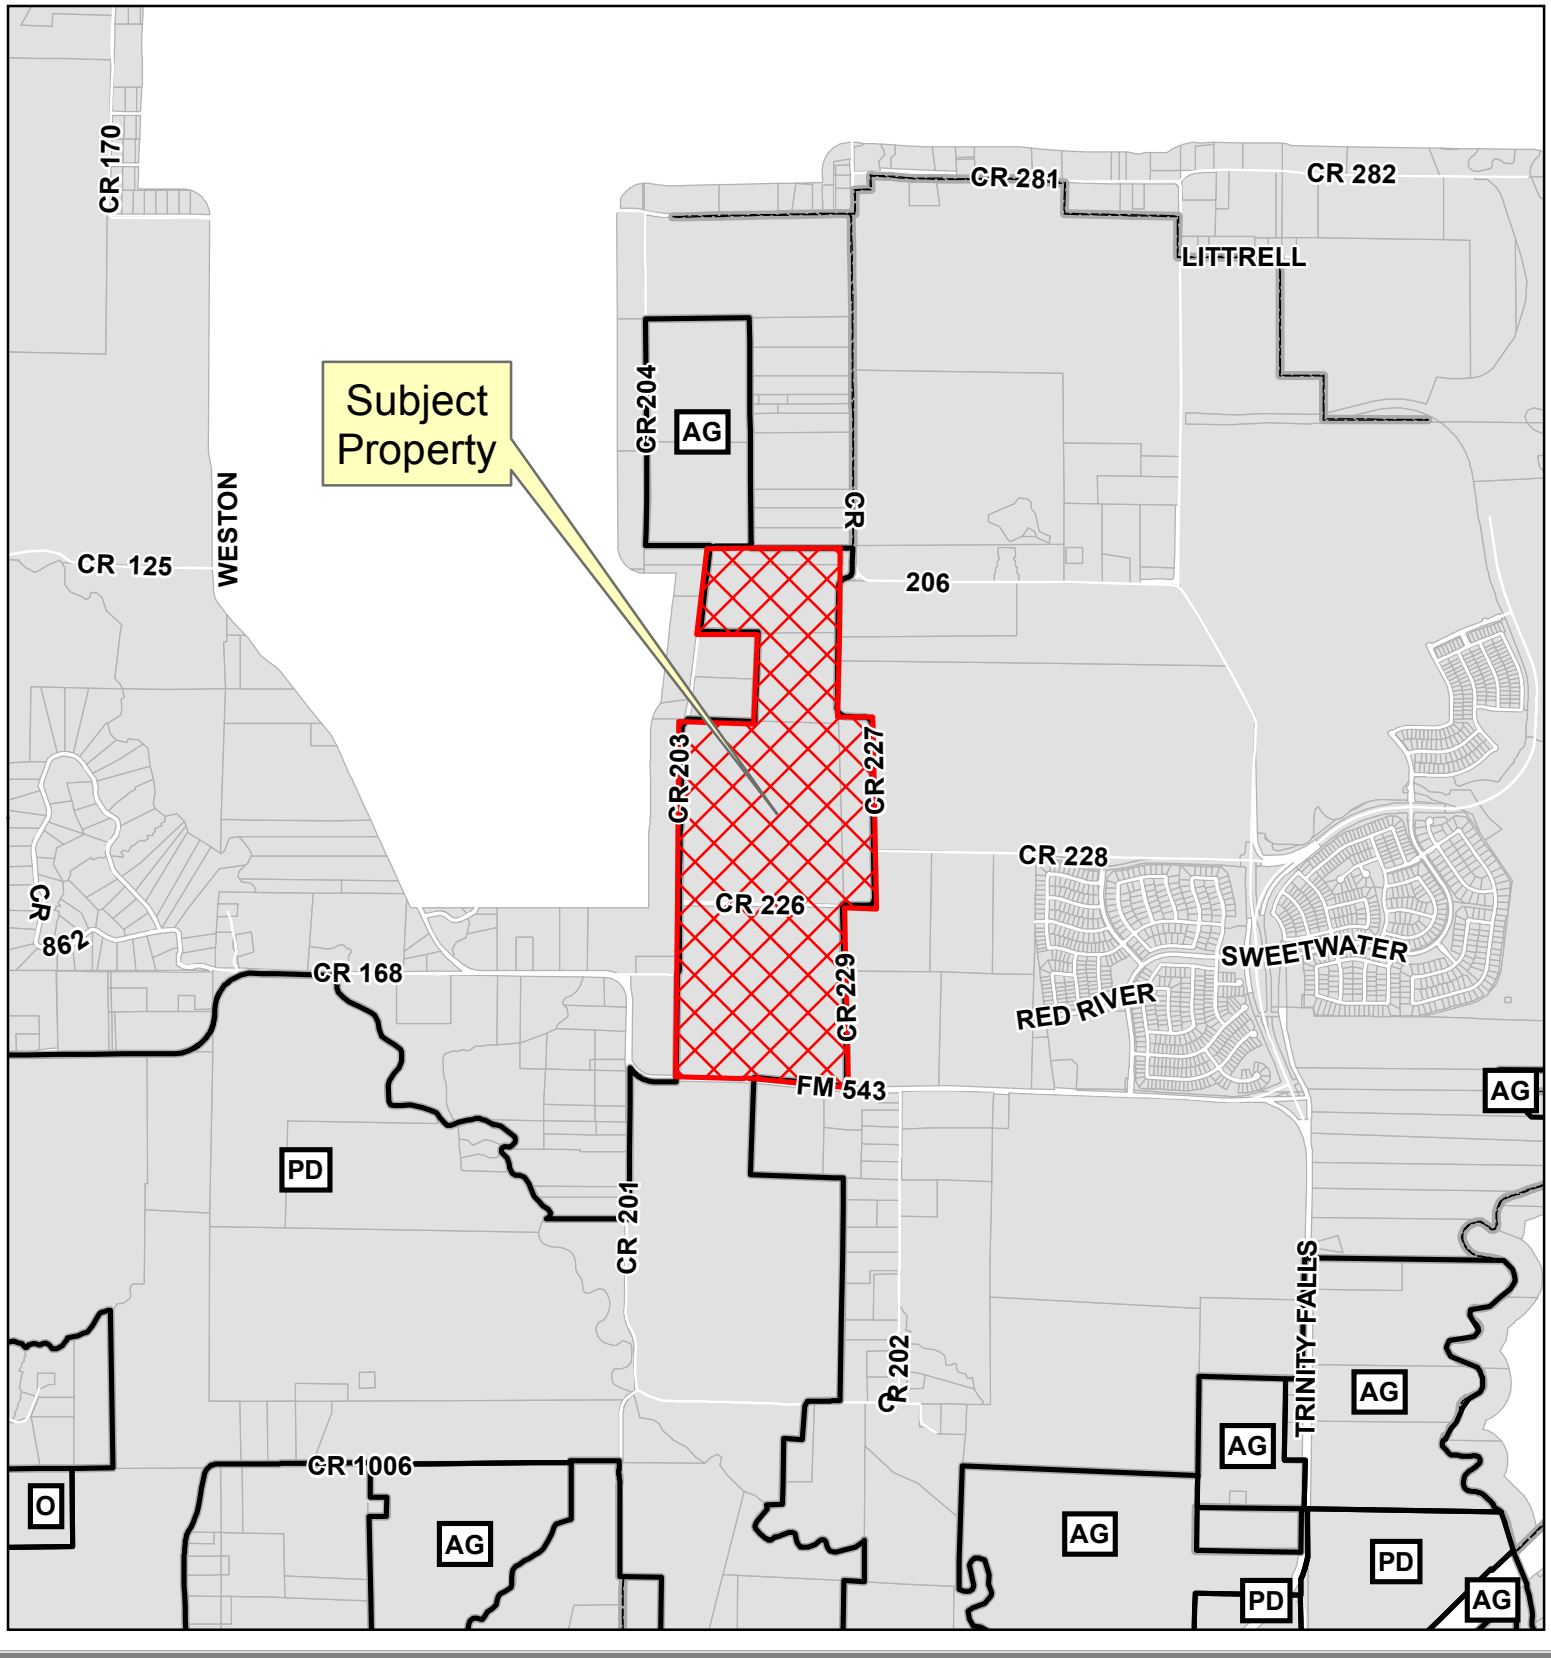 CR 170
CR 281
CR 282
LITTRELL
Subject
Property
CR 204
AG
WESTON
CR
CR 125
206
CR 203
CR 227
CR 228
CR 226
CR
862
CR 168
SWEETWATER
CR 229
RED RIVER
FM 543
AG
PD
CR 201
TRINITY FALLS
CR 202
AG
AG
CR 1006
O
AG
AG
PD
PD
AG